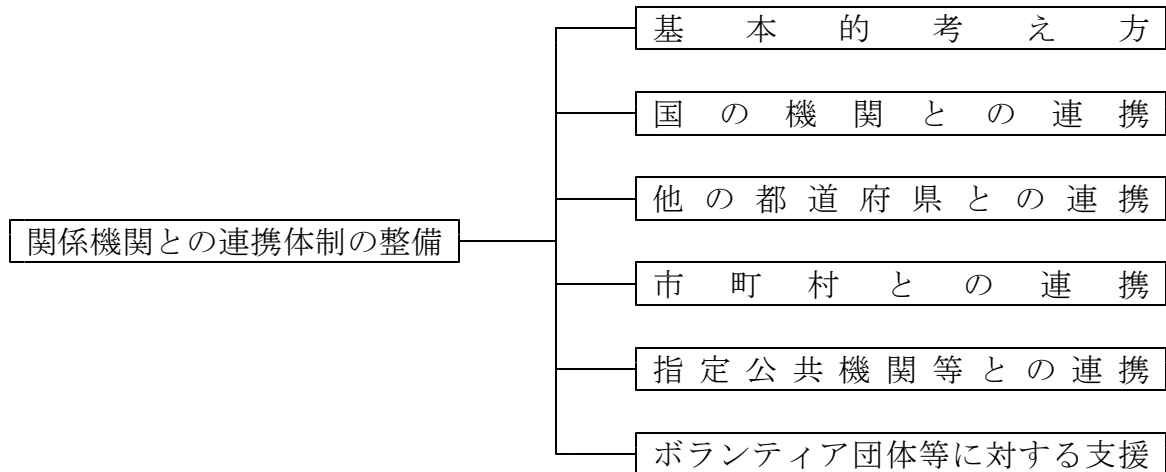 基本的考え方
国の機関との連携
他の都道府県との連携
関係機関との連携体制の整備
市町村との連携
指定公共機関等との連携
ボランティア団体等に対する支援